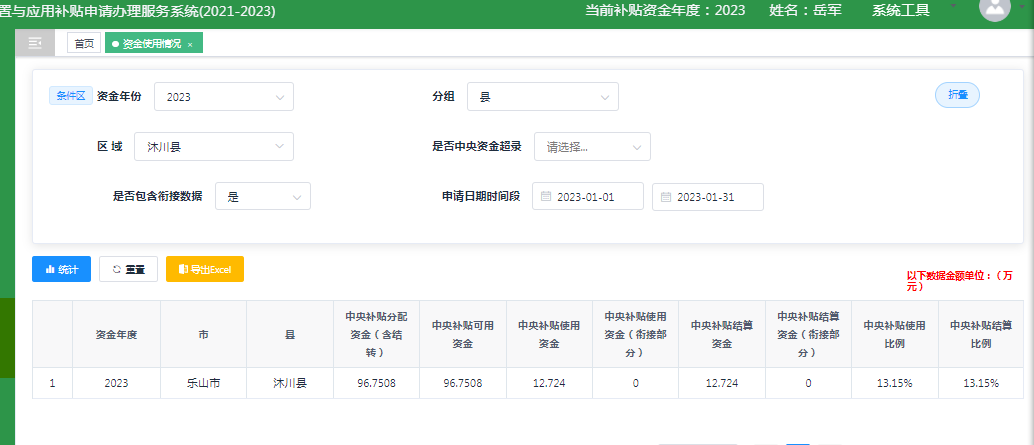 置与应用补贴申请办理服务系统(2021-2023)
当前补贴资金年度：2023 姓名：岳军 系统工具
首页 资金使用情况 ×
条件区 资金年份 2023 分组 县 折叠
区 域 沐川县 是否中央资金超录 请选择...
是否包含衔接数据 是 申请日期时间段 2023-01-01 2023-01-31
统计 重置 导出Excel
以下数据金额单位：（万
元）
资金年度 市 县 中央补贴分配资金（含结转） 中央补贴可用资金 中央补贴使用资金 中央补贴使用资金（衔接部分） 中央补贴结算资金 中央补贴结算资金（衔接部分） 中央补贴使用比例 中央补贴结算比例
1 2023 乐山市 沐川县 96.7508 96.7508 12.724 0 12.724 0 13.15% 13.15%